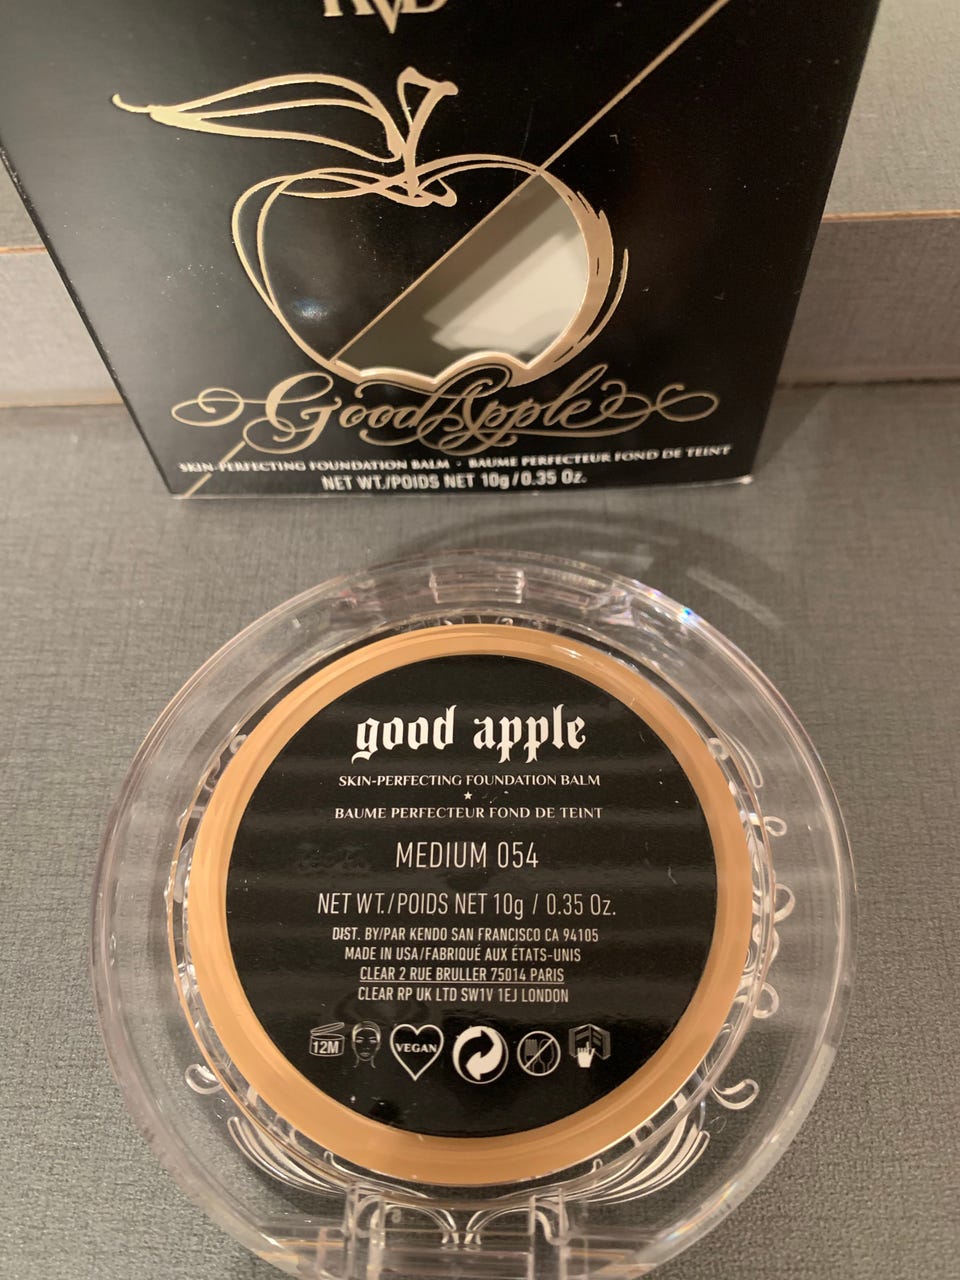 KVD
Good Apple
SKIN-PERFECTING FOUNDATION BALM · BAUME PERFECTEUR FOND DE TEINT
NET WT./POIDS NET 10g/0.35 Oz.
good apple
SKIN-PERFECTING FOUNDATION BALM
★
BAUME PERFECTEUR FOND DE TEINT
MEDIUM 054
NET WT./POIDS NET 10g / 0.35 Oz.
DIST. BY/PAR KENDO SAN FRANCISCO CA 94105
MADE IN USA/FABRIQUÉ AUX ÉTATS-UNIS
CLEAR 2 RUE BRULLER 75014 PARIS
CLEAR RP UK LTD SW1V 1EJ LONDON
12M VEGAN